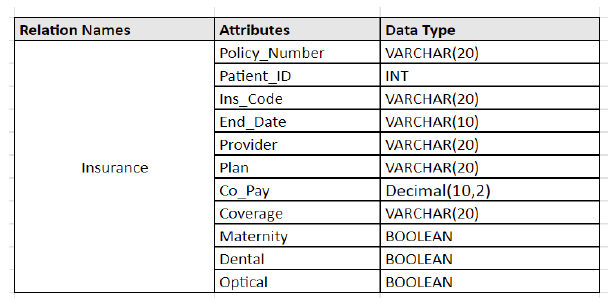 Relation Names Attributes Data Type
Policy_Number VARCHAR(20)
Patient_ID INT
Ins_Code VARCHAR(20)
End_Date VARCHAR(10)
Provider VARCHAR(20)
Insurance Plan VARCHAR(20)
Co_Pay Decimal(10,2)
Coverage VARCHAR(20)
Maternity BOOLEAN
Dental BOOLEAN
Optical BOOLEAN